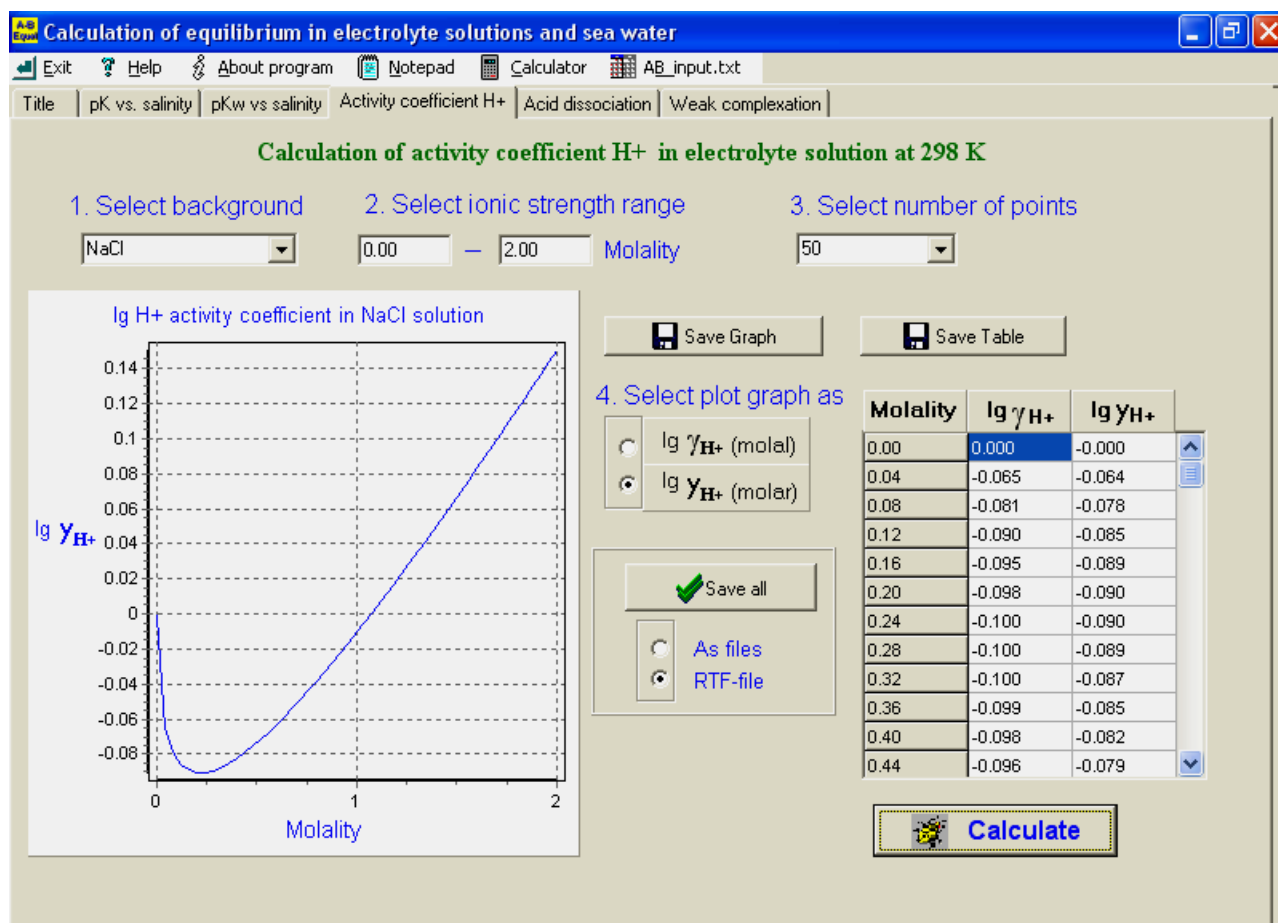 A-B Equal Calculation of equilibrium in electrolyte solutions and sea water
Exit Help About program Notepad Calculator AB_input.txt
Title pK vs. salinity pKw vs salinity Activity coefficient H+ Acid dissociation Weak complexation
Calculation of activity coefficient H+ in electrolyte solution at 298 K
1. Select background 2. Select ionic strength range 3. Select number of points
NaCl 0.00 – 2.00 Molality 50
lg H+ activity coefficient in NaCl solution
0.14
0.12
0.1
0.08
0.06
0.04
0.02
0
-0.02
-0.04
-0.06
-0.08
lg yH+
0 1 2
Molality
Save Graph Save Table
4. Select plot graph as
lg γH+ (molal)
lg yH+ (molar)
Save all
As files
RTF-file
Molality lg γH+ lg yH+
0.00 0.000 -0.000
0.04 -0.065 -0.064
0.08 -0.081 -0.078
0.12 -0.090 -0.085
0.16 -0.095 -0.089
0.20 -0.098 -0.090
0.24 -0.100 -0.090
0.28 -0.100 -0.089
0.32 -0.100 -0.087
0.36 -0.099 -0.085
0.40 -0.098 -0.082
0.44 -0.096 -0.079
Calculate